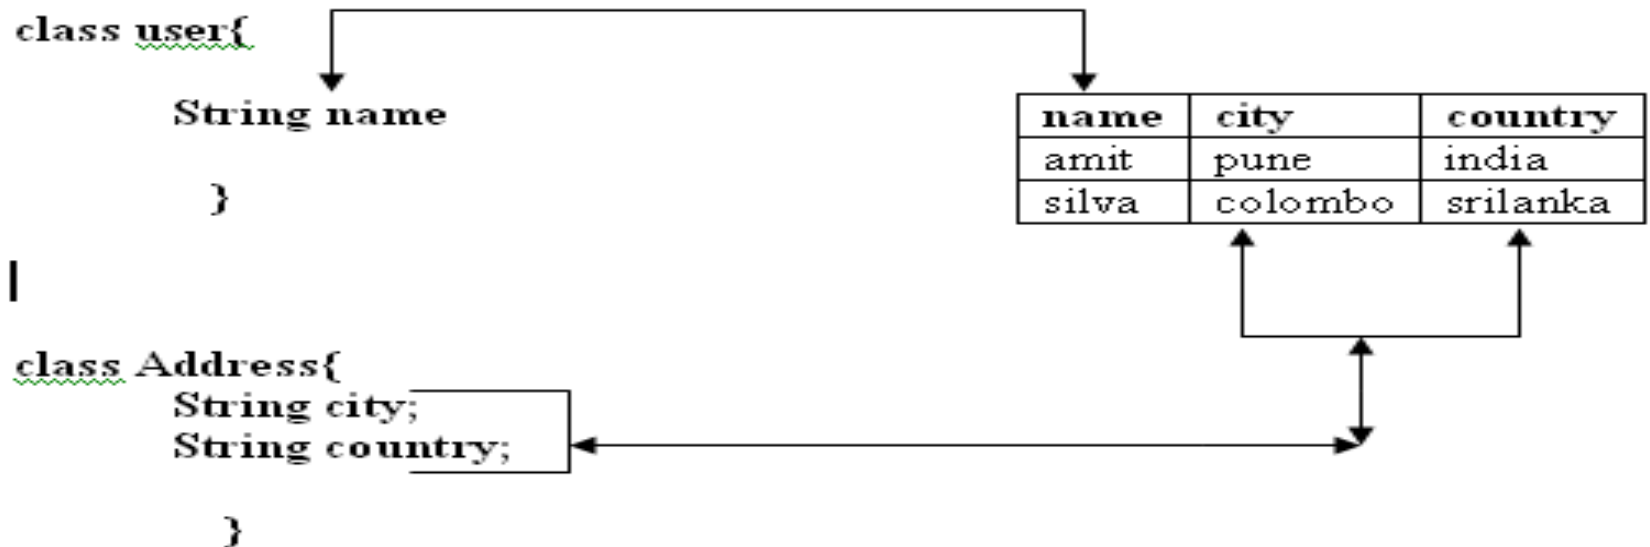 class user{
String name
}
name city country
amit pune india
silva colombo srilanka
class Address{
String city;
String country;
}